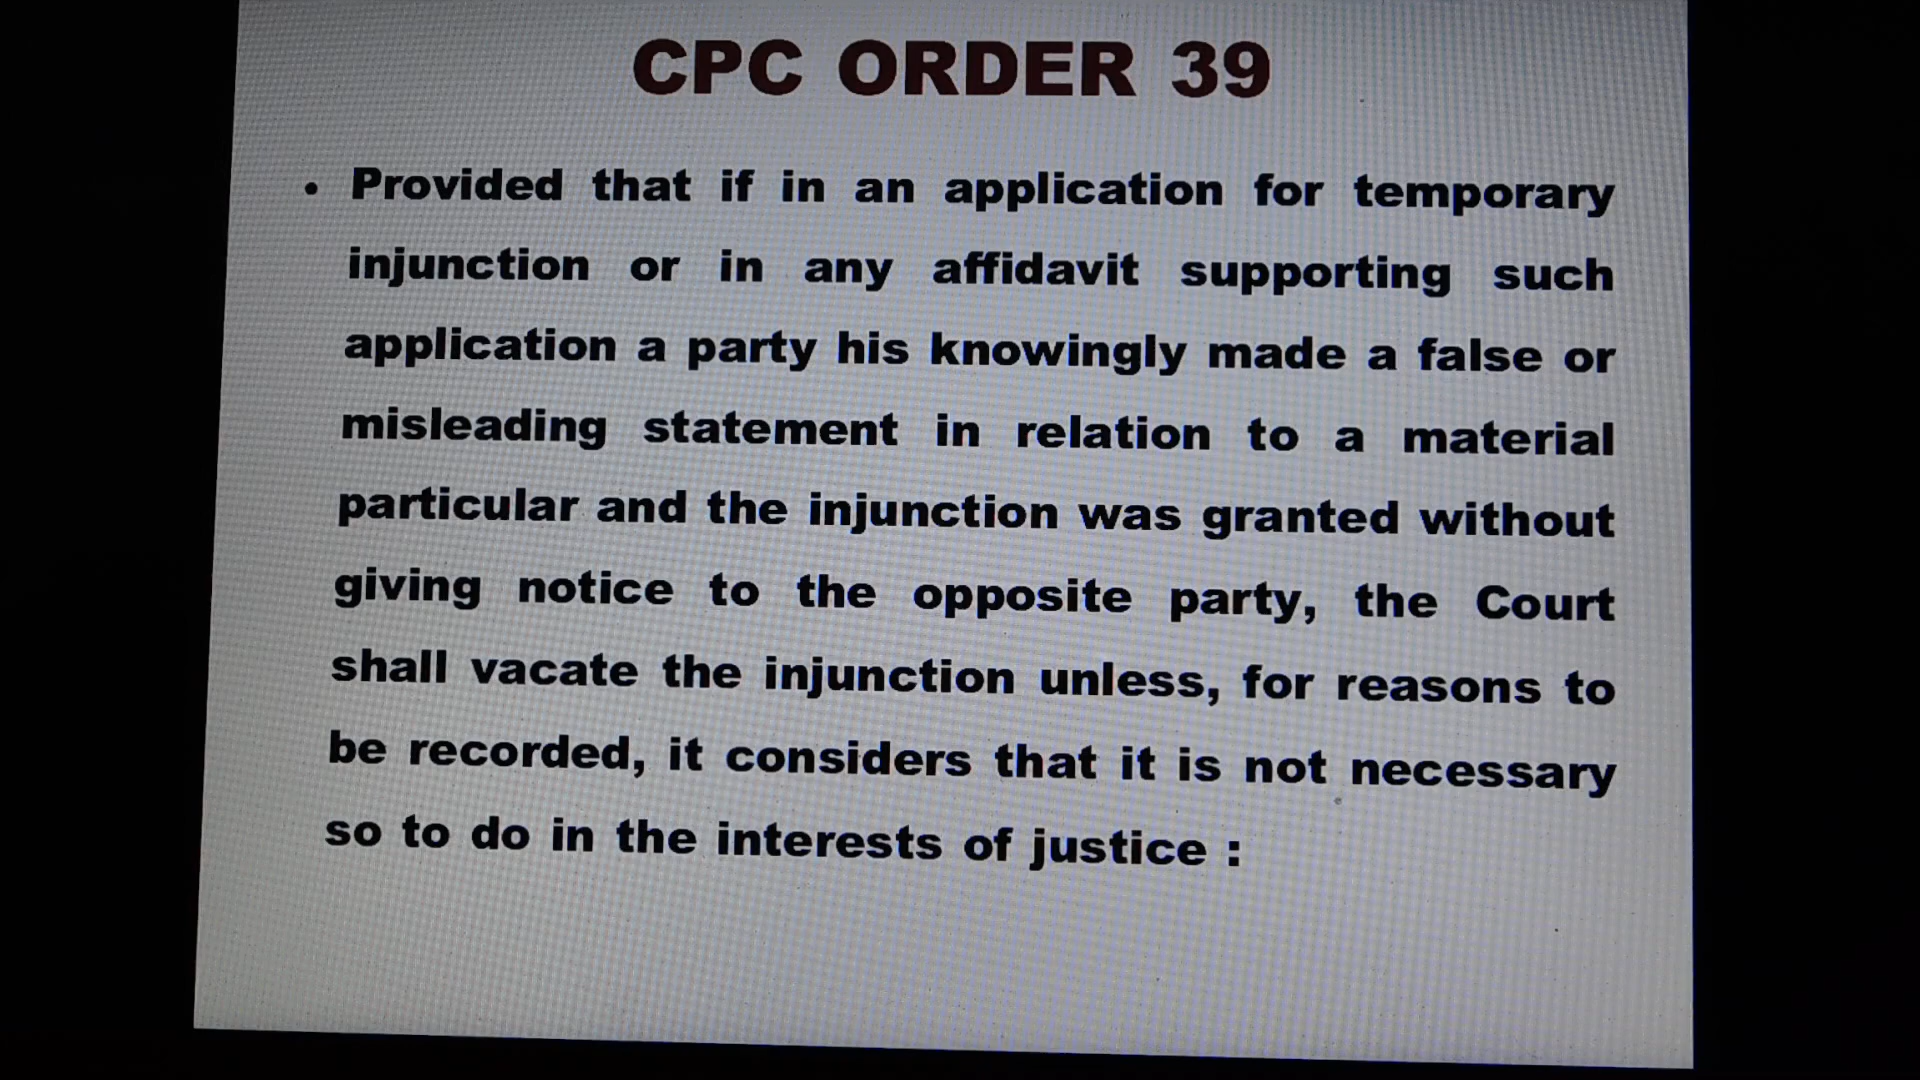 CPC ORDER 39
• Provided that if in an application for temporary
injunction or in any affidavit supporting such
application a party his knowingly made a false or
misleading statement in relation to a material
particular and the injunction was granted without
giving notice to the opposite party, the Court
shall vacate the injunction unless, for reasons to
be recorded, it considers that it is not necessary
so to do in the interests of justice :